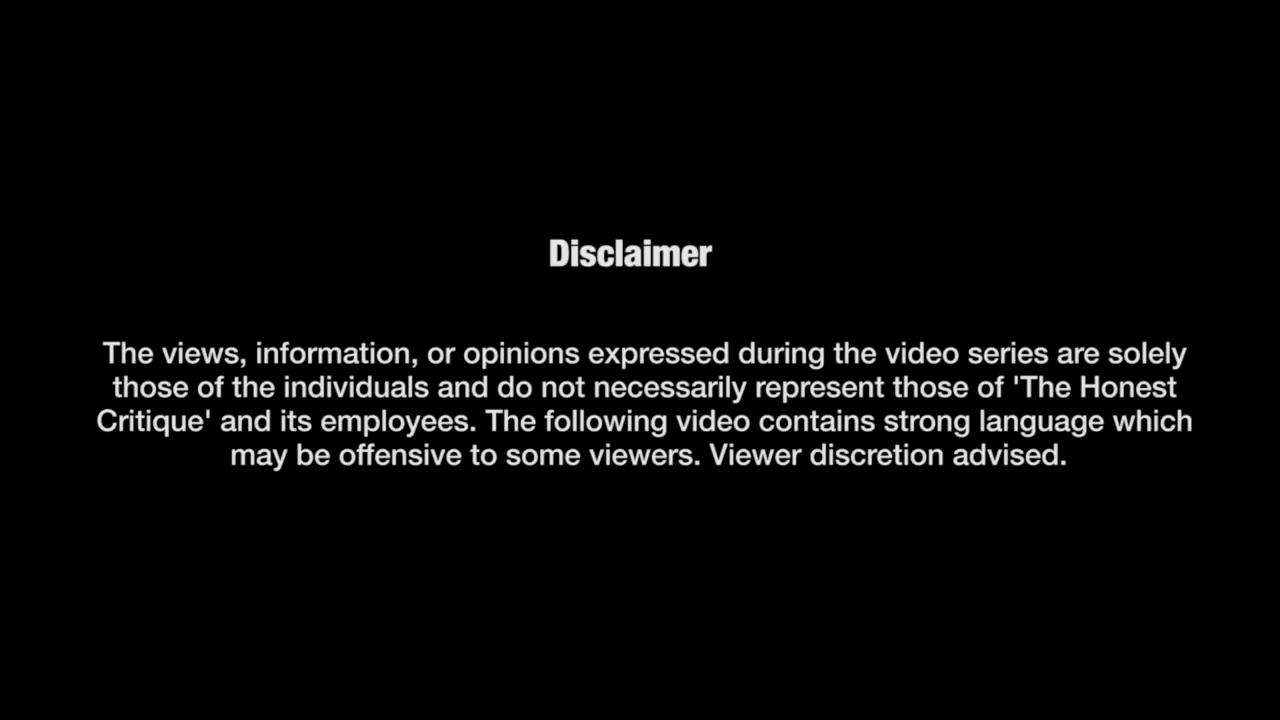 Disclaimer
The views, information, or opinions expressed during the video series are solely
those of the individuals and do not necessarily represent those of 'The Honest
Critique' and its employees. The following video contains strong language which
may be offensive to some viewers. Viewer discretion advised.